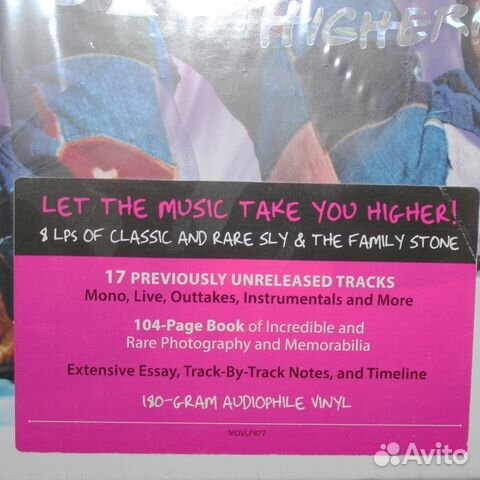 HIGHER!
LET THE MUSIC TAKE YOU HIGHER!
8 LPS OF CLASSIC AND RARE SLY & THE FAMILY STONE
17 PREVIOUSLY UNRELEASED TRACKS
Mono, Live, Outtakes, Instrumentals and More
104-Page Book of Incredible and
Rare Photography and Memorabilia
Extensive Essay, Track-By-Track Notes, and Timeline
180-GRAM AUDIOPHILE VINYL
MOVLP877
Avito